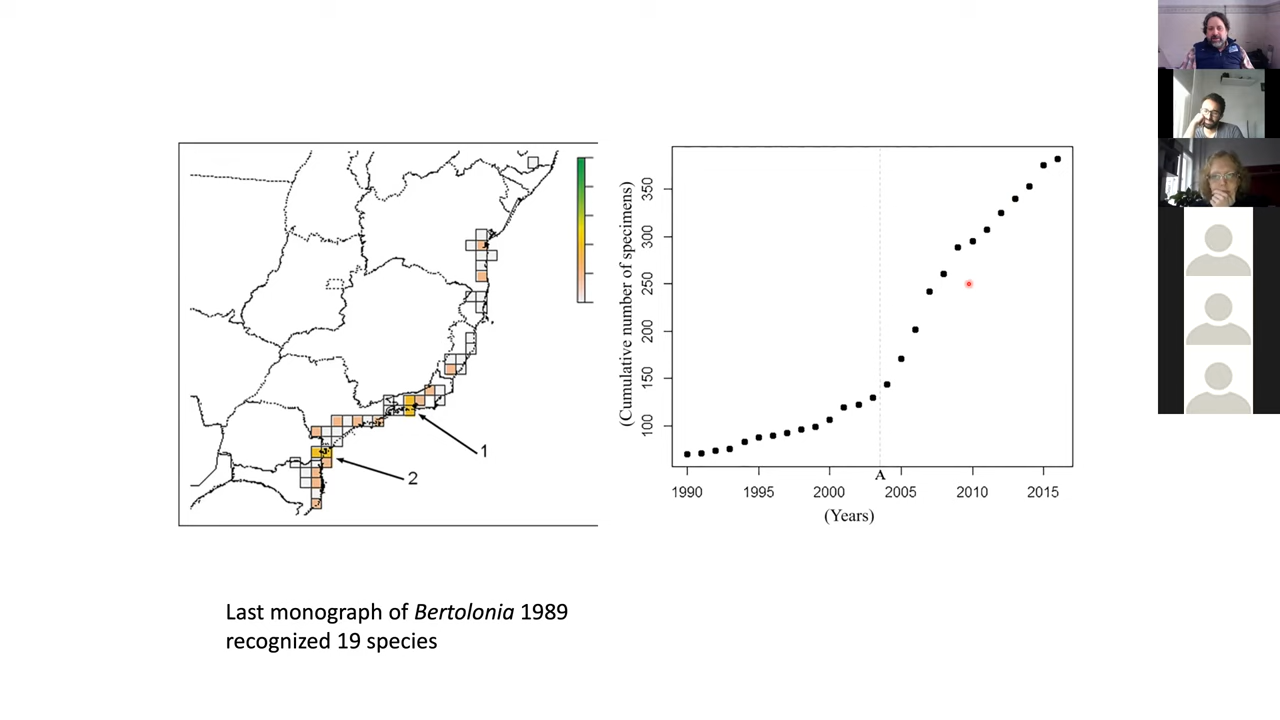 1
2
(Cumulative number of specimens)
350
300
250
200
150
100
A
1990 1995 2000 2005 2010 2015
(Years)
Last monograph of Bertolonia 1989
recognized 19 species